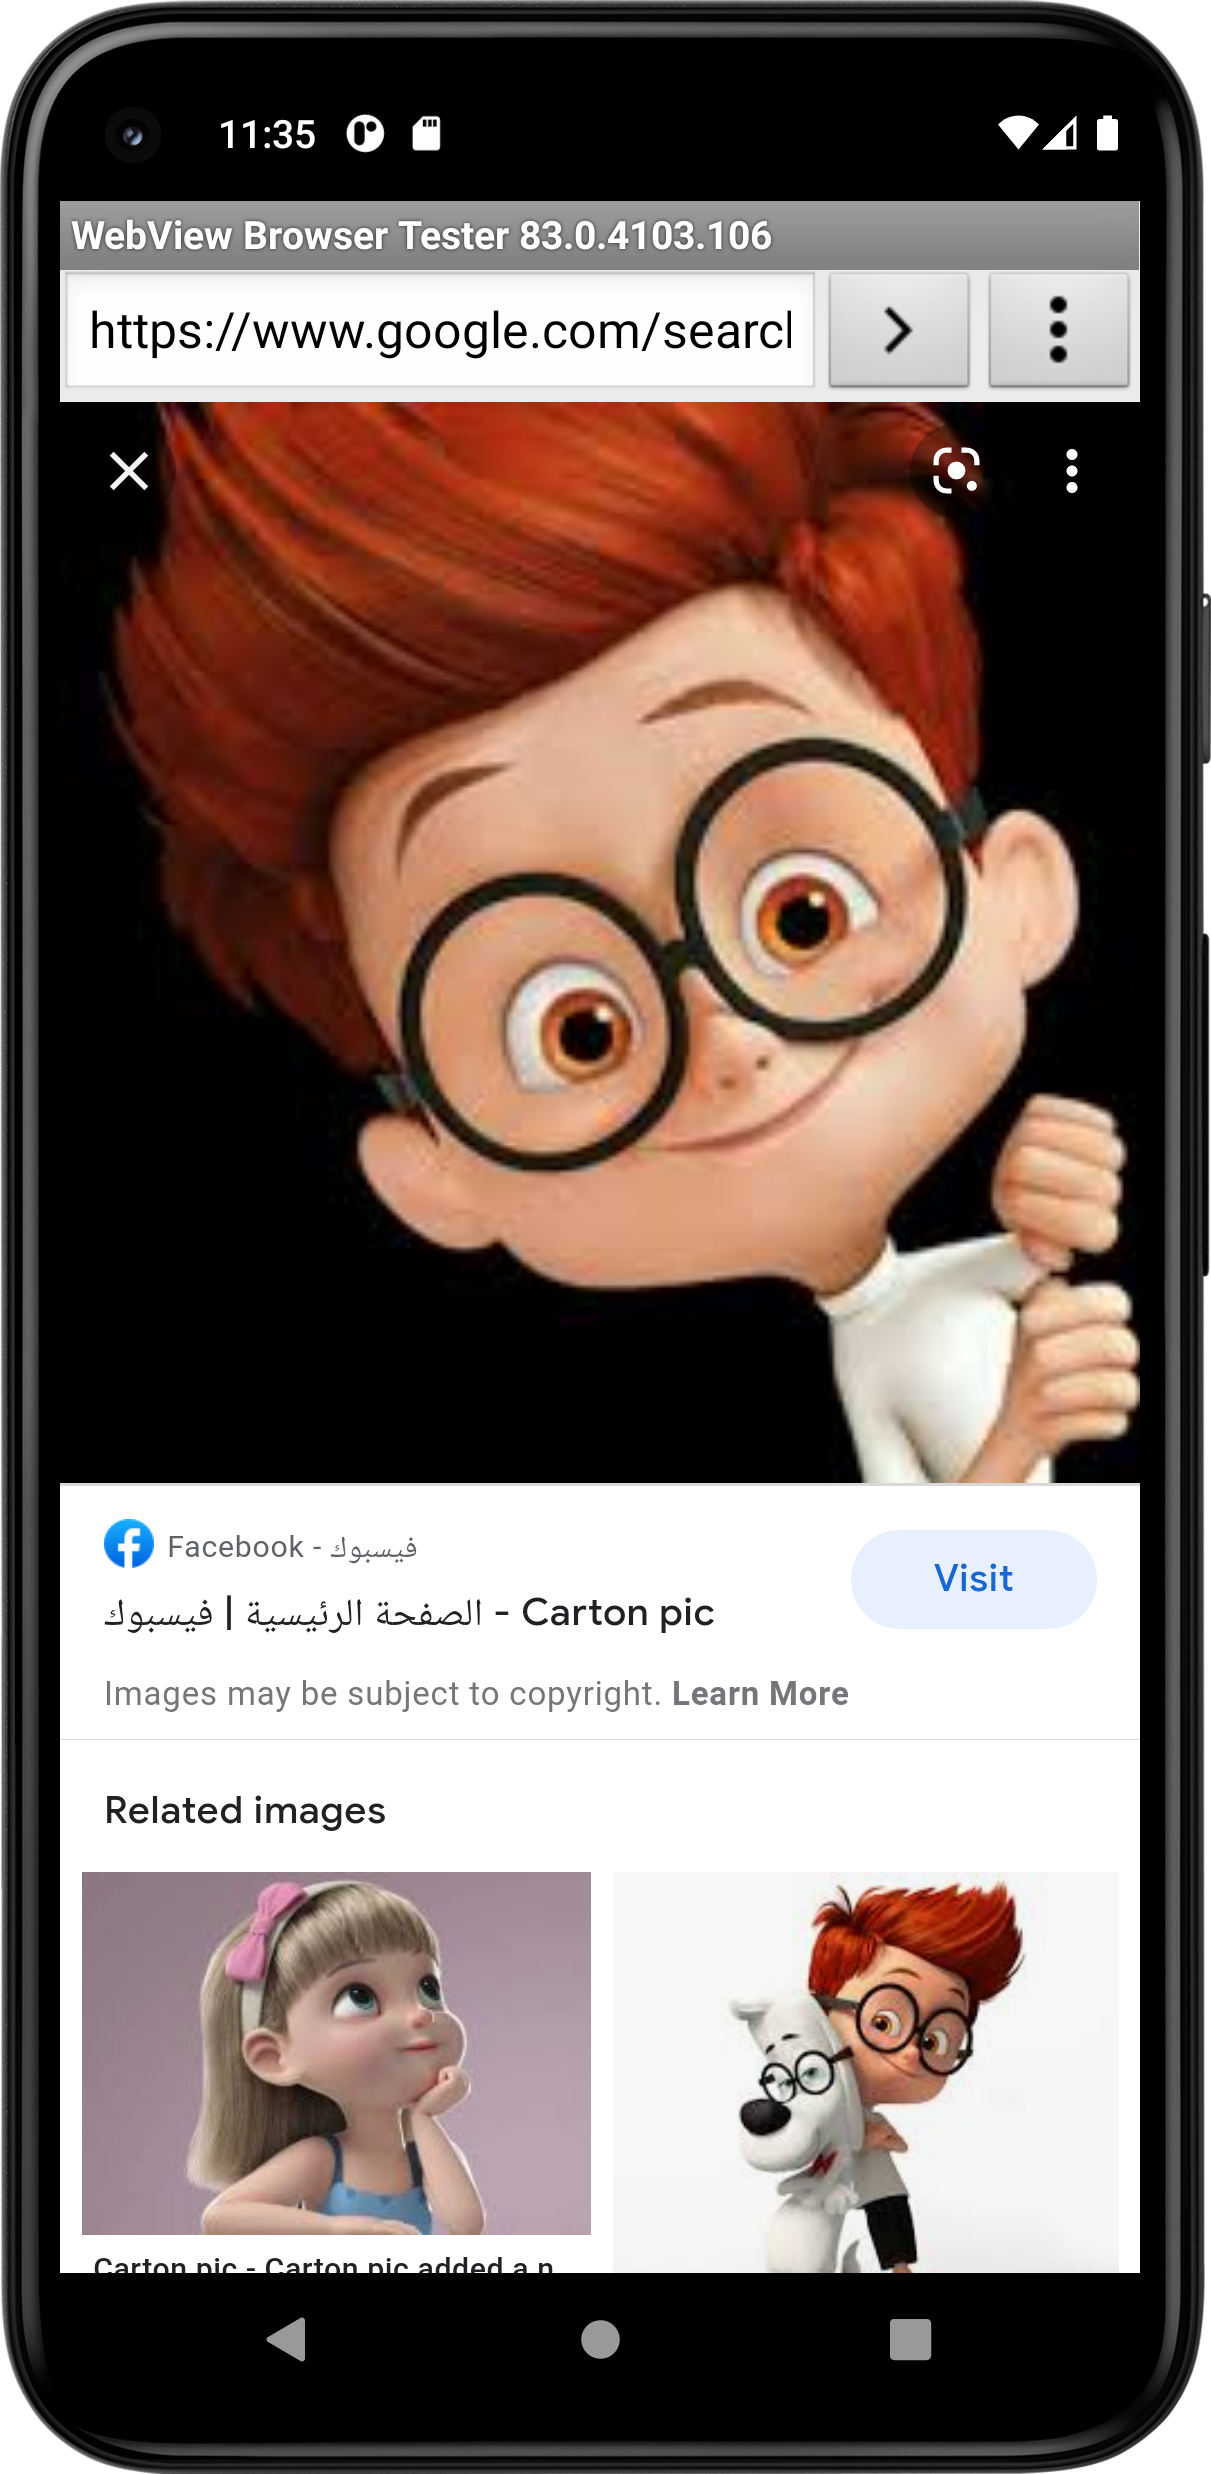 11:35
WebView Browser Tester 83.0.4103.106
https://www.google.com/search
Facebook - فيسبوك
Carton pic - الصفحة الرئيسية | فيسبوك
Visit
Images may be subject to copyright. Learn More
Related images
Carton pic - Carton pic added a n